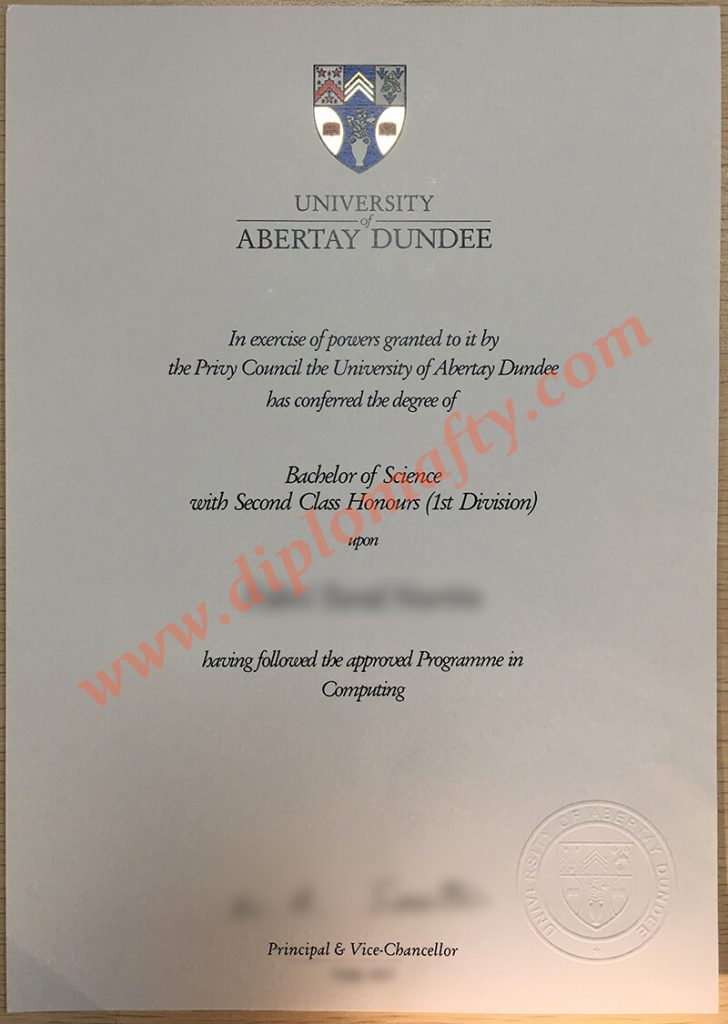 UNIVERSITY
of
ABERTAY DUNDEE
In exercise of powers granted to it by
the Privy Council the University of Abertay Dundee
has conferred the degree of
Bachelor of Science
with Second Class Honours (1st Division)
upon
having followed the approved Programme in
Computing
Principal & Vice-Chancellor
UNIVERSITY OF ABERTAY DUNDEE
www.diplomafty.com